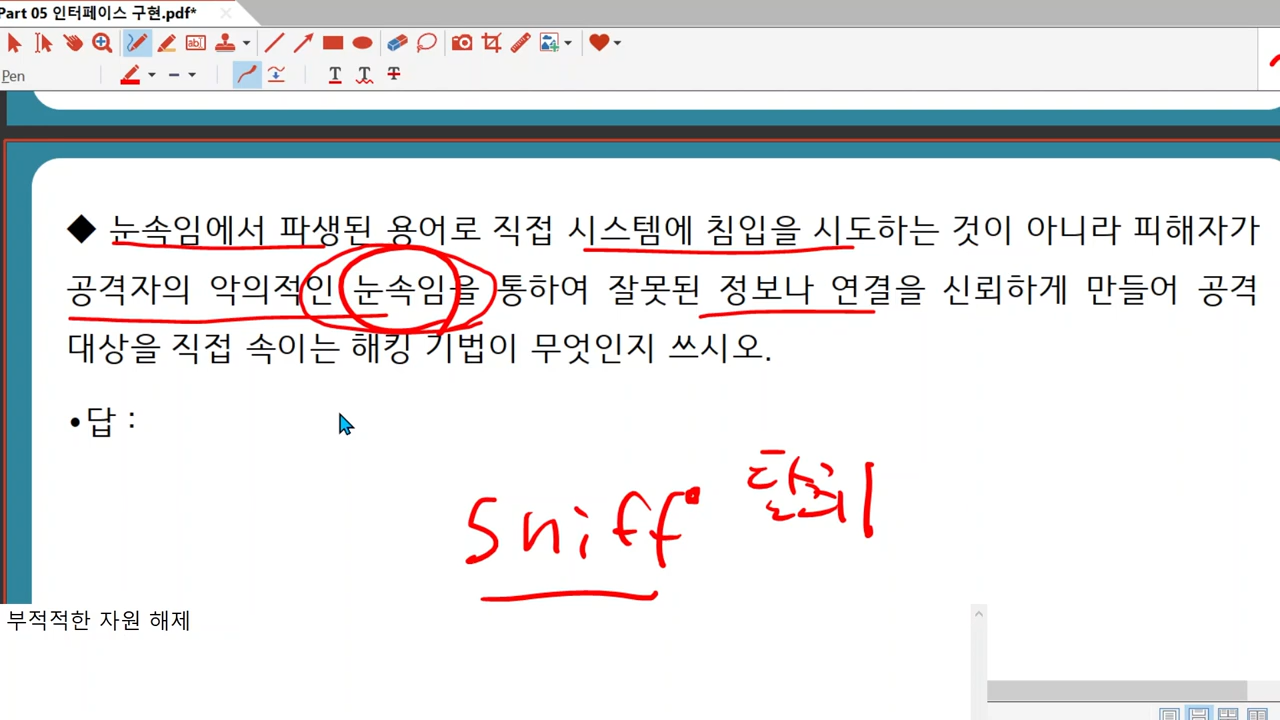 Part 05 인터페이스 구현.pdf*
Pen
◆ 눈속임에서 파생된 용어로 직접 시스템에 침입을 시도하는 것이 아니라 피해자가
공격자의 악의적인 눈속임을 통하여 잘못된 정보나 연결을 신뢰하게 만들어 공격
대상을 직접 속이는 해킹 기법이 무엇인지 쓰시오.
•답 :
탈취
Sniff
부적적한 자원 해제